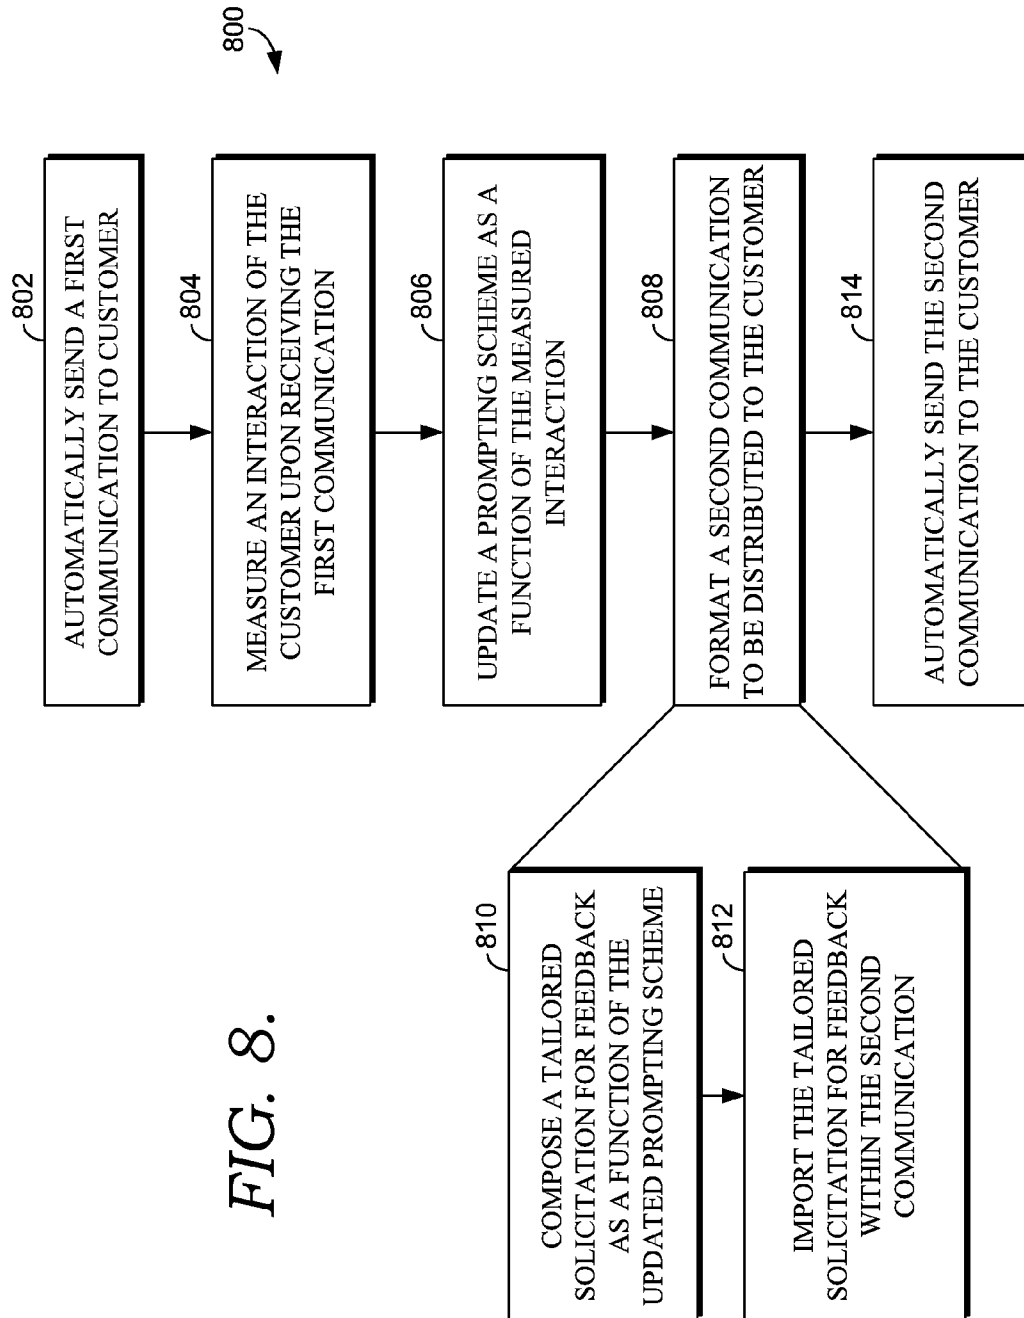 800
802
AUTOMATICALLY SEND A FIRST
COMMUNICATION TO CUSTOMER
804
MEASURE AN INTERACTION OF THE
CUSTOMER UPON RECEIVING THE
FIRST COMMUNICATION
806
UPDATE A PROMPTING SCHEME AS A
FUNCTION OF THE MEASURED
INTERACTION
808
FORMAT A SECOND COMMUNICATION
TO BE DISTRIBUTED TO THE CUSTOMER
810
COMPOSE A TAILORED
SOLICITATION FOR FEEDBACK
AS A FUNCTION OF THE
UPDATED PROMPTING SCHEME
812
IMPORT THE TAILORED
SOLICITATION FOR FEEDBACK
WITHIN THE SECOND
COMMUNICATION
814
AUTOMATICALLY SEND THE SECOND
COMMUNICATION TO THE CUSTOMER
FIG. 8.